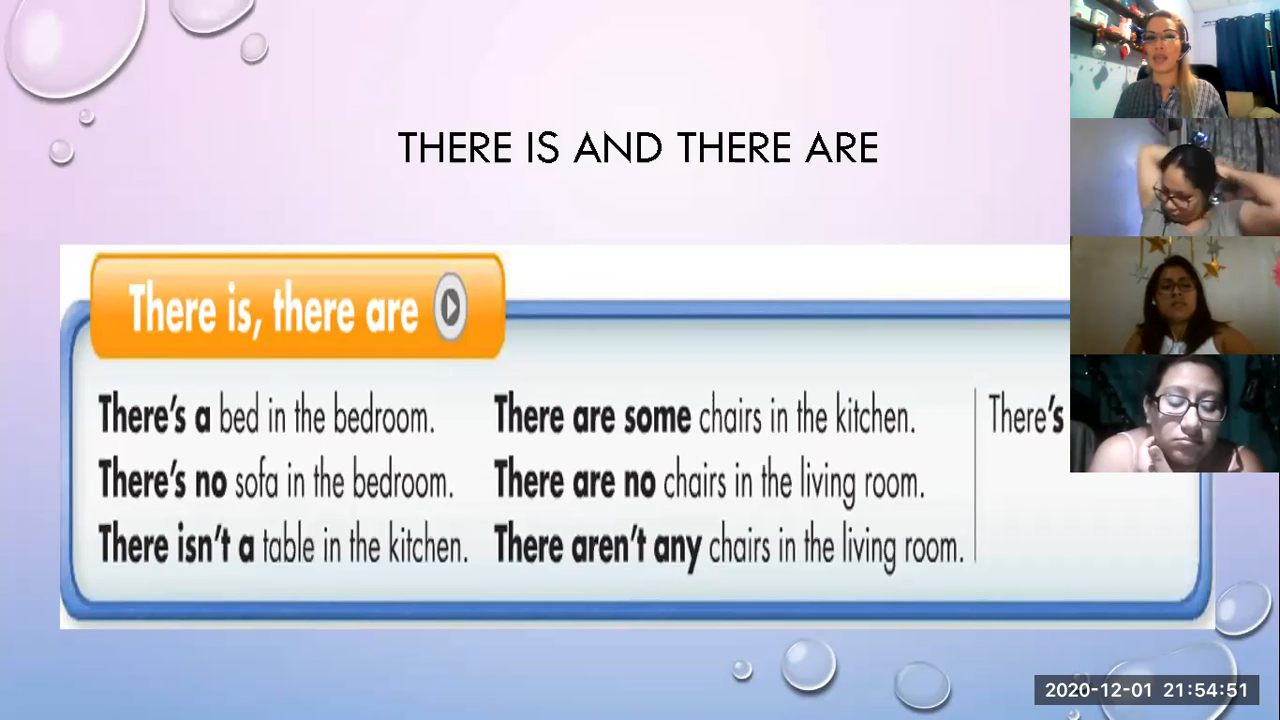 THERE IS AND THERE ARE
There is, there are
There's a bed in the bedroom. There are some chairs in the kitchen. There's
There's no sofa in the bedroom. There are no chairs in the living room.
There isn't a table in the kitchen. There aren't any chairs in the living room.
2020-12-01 21:54:51